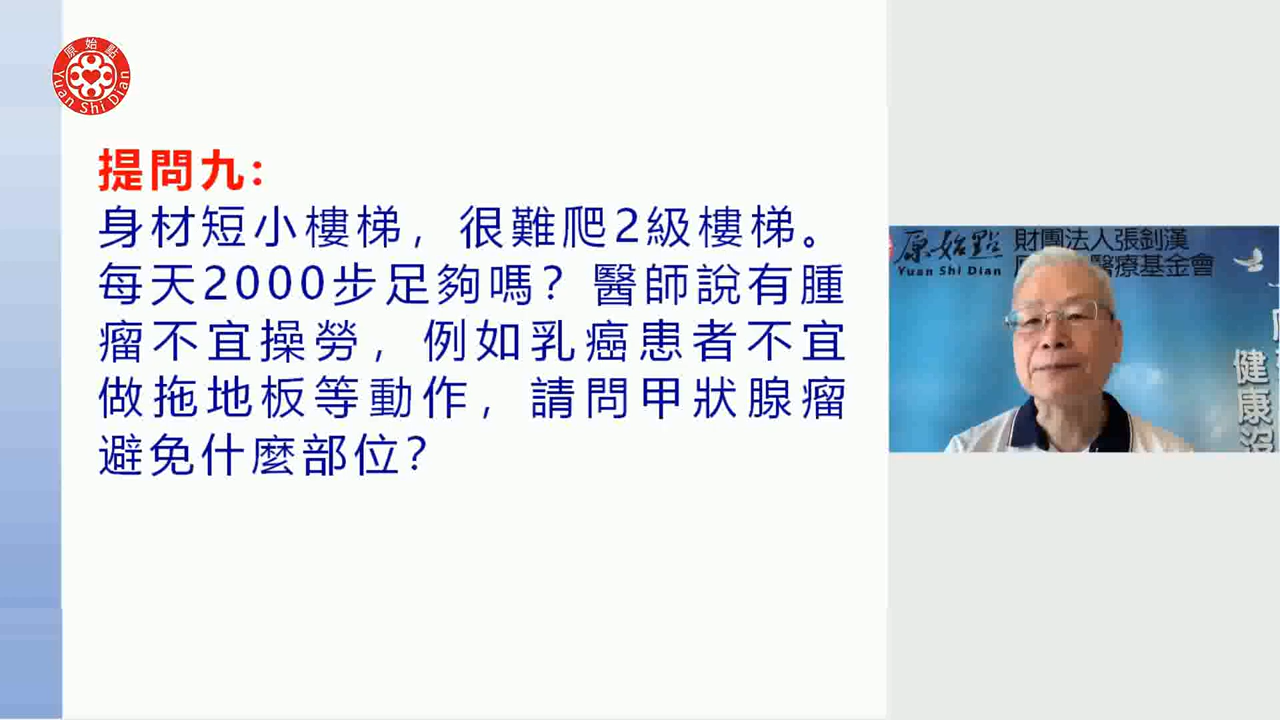 原始點
Yuan Shi Dian
提問九:
身材短小樓梯，很難爬2級樓梯。
每天2000步足夠嗎？醫師說有腫
瘤不宜操勞，例如乳癌患者不宜
做拖地板等動作，請問甲狀腺瘤
避免什麼部位？
原始點
Yuan Shi Dian
財團法人張釗漢
醫療基金會
健康沒